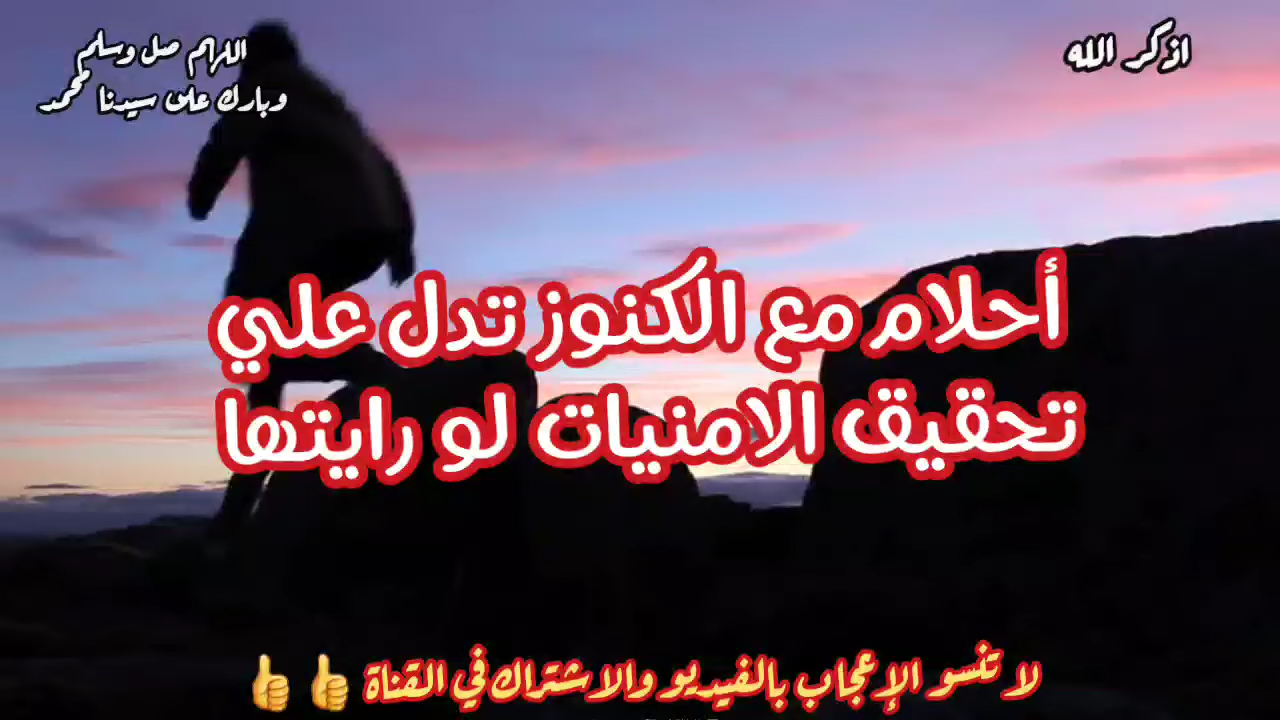 اذكر الله
اللهم صل وسلم
وبارك على سيدنا محمد
أحلام مع الكنوز تدل علي
تحقيق الامنيات لو رايتها
لا تنسو الإعجاب بالفيديو والاشتراك في القناة 👍👍